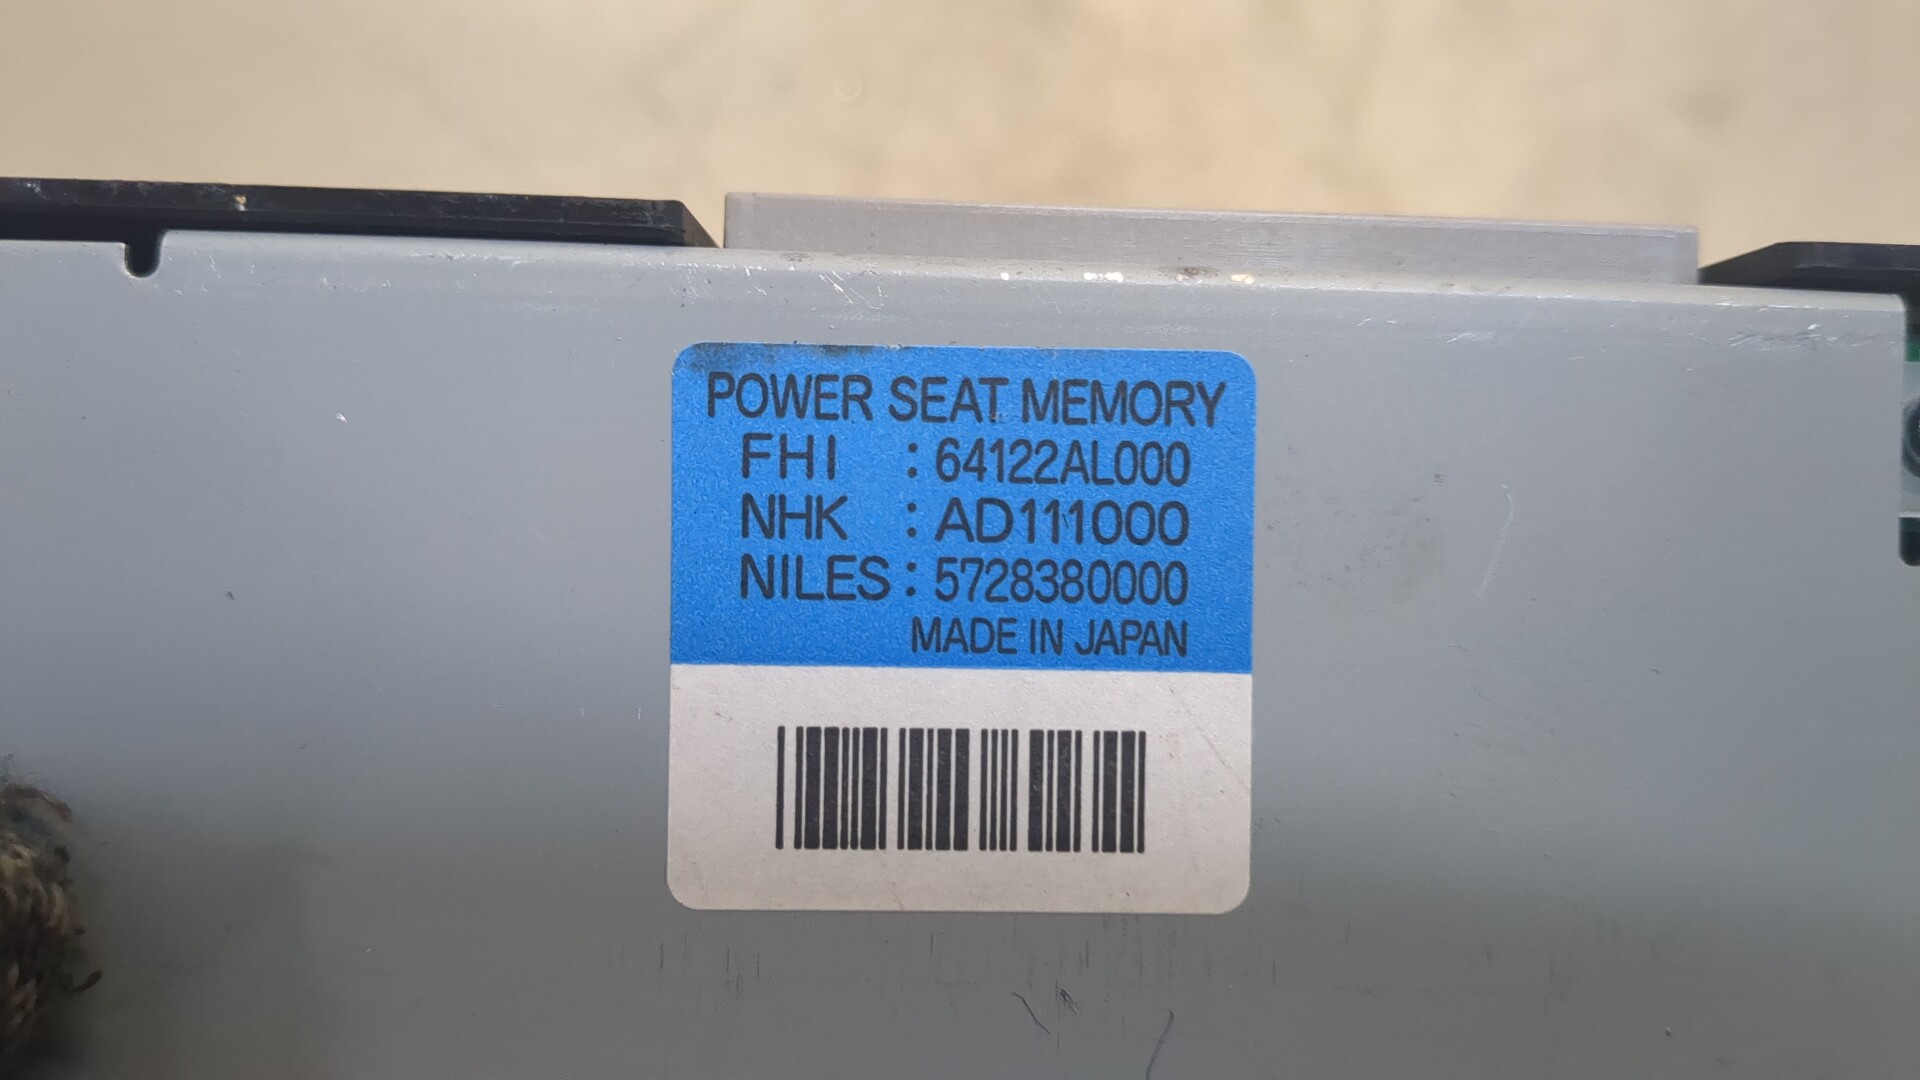 POWER SEAT MEMORY
FHI : 64122AL000
NHK : AD111000
NILES : 5728380000
MADE IN JAPAN